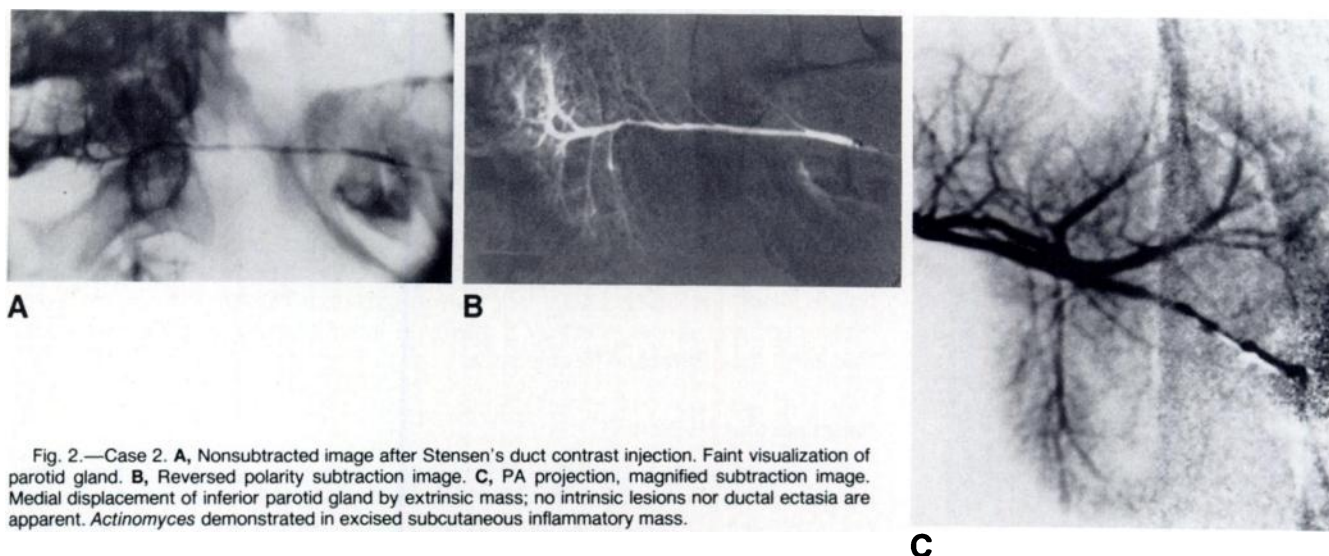 A
B
Fig. 2.—Case 2. A, Nonsubtracted image after Stensen's duct contrast injection. Faint visualization of
parotid gland. B, Reversed polarity subtraction image. C, PA projection, magnified subtraction image.
Medial displacement of inferior parotid gland by extrinsic mass; no intrinsic lesions nor ductal ectasia are
apparent. Actinomyces demonstrated in excised subcutaneous inflammatory mass.
C